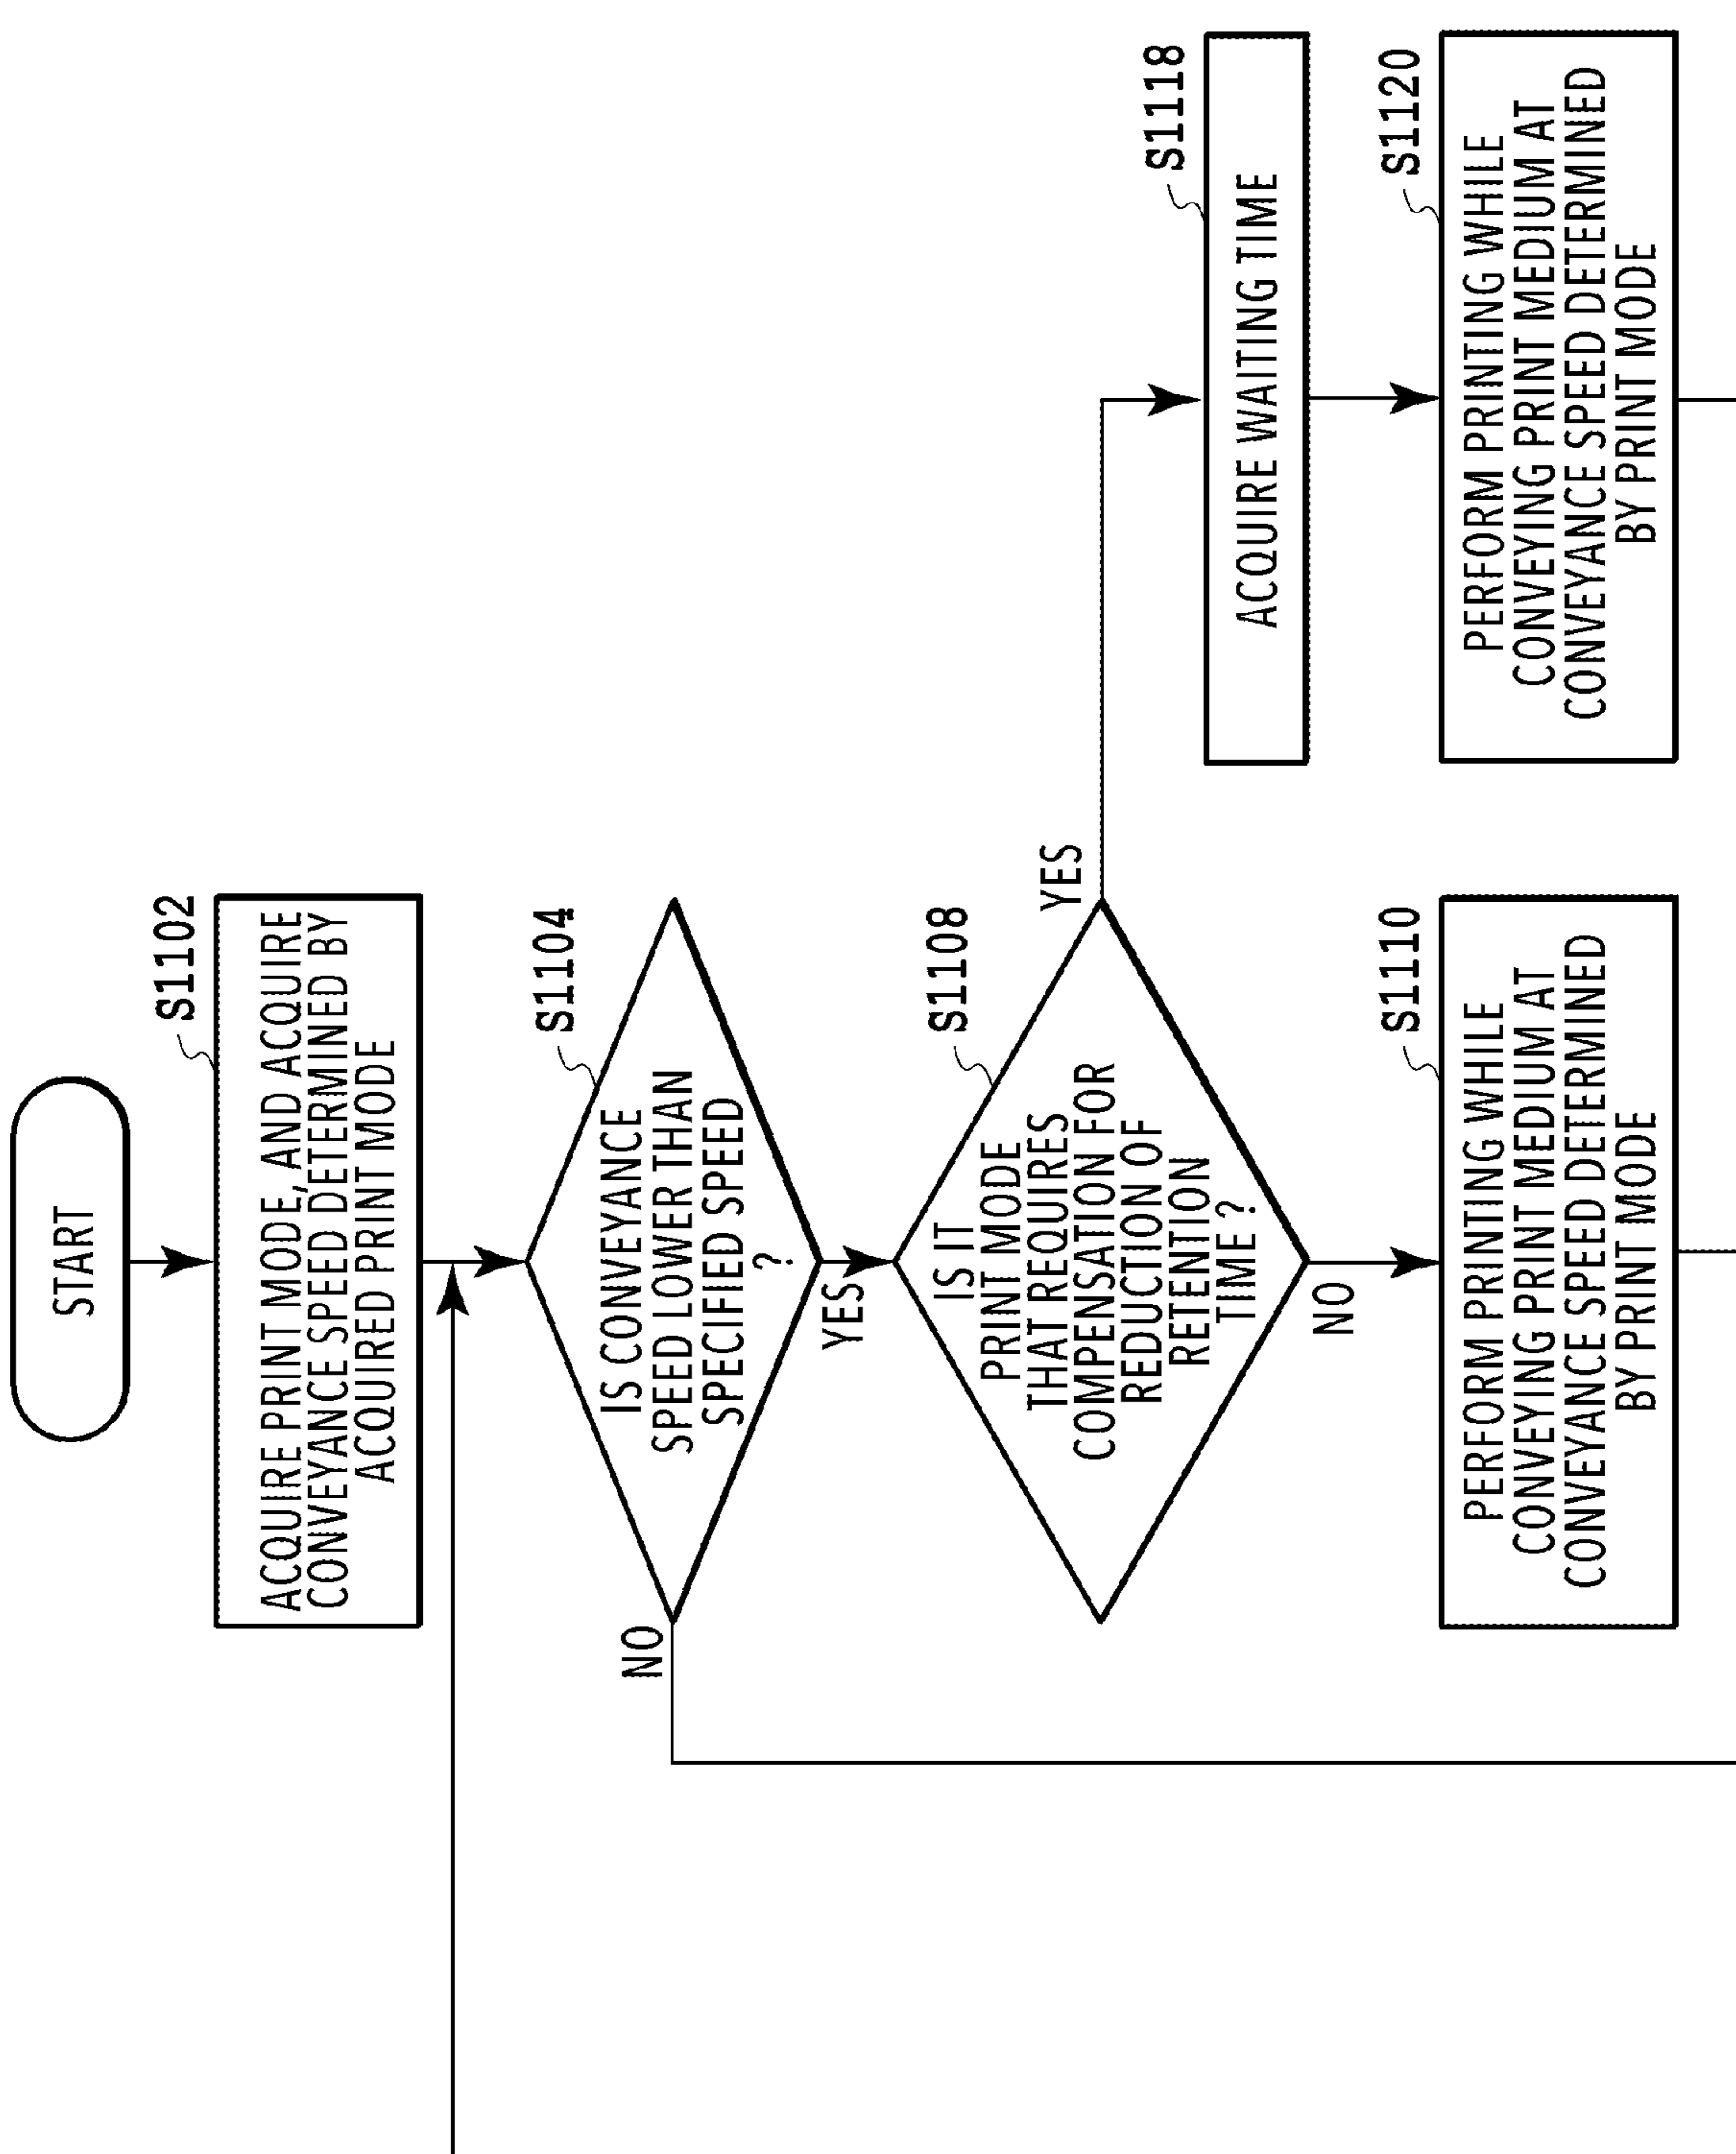 START
S1102
ACQUIRE PRINT MODE, AND ACQUIRE
CONVEYANCE SPEED DETERMINED BY
ACQUIRED PRINT MODE
S1104
IS CONVEYANCE
SPEED LOWER THAN
SPECIFIED SPEED
?
NO
YES
S1108
IS IT
PRINT MODE
THAT REQUIRES
COMPENSATION FOR
REDUCTION OF
RETENTION
TIME?
YES
NO
S1118
ACQUIRE WAITING TIME
S1110
PERFORM PRINTING WHILE
CONVEYING PRINT MEDIUM AT
CONVEYANCE SPEED DETERMINED
BY PRINT MODE
S1120
PERFORM PRINTING WHILE
CONVEYING PRINT MEDIUM AT
CONVEYANCE SPEED DETERMINED
BY PRINT MODE